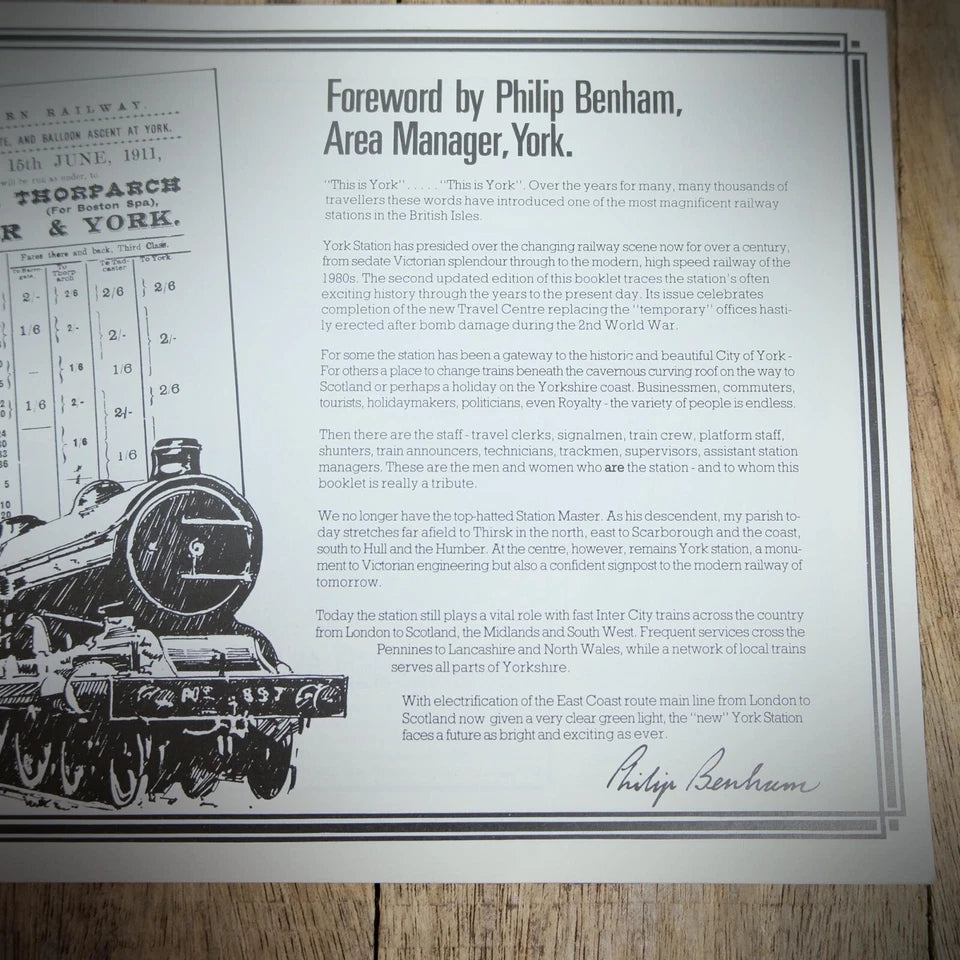 RN RAILWAY.
TE, AND BALLOON ASCENT AT YORK.
15th JUNE, 1911,
will be run as under, to
THORPARCH
(For Boston Spa),
R & YORK.
Fares there and back, Third Class.
To Thorp arch
To Tad- caster
To York
2/- 2/6 2/6 2/6
1/6 2/- 2/- 2/-
1/6 1/6
1/6 2/- 2/- 2/6
1/6 1/6
No 857
Foreword by Philip Benham,
Area Manager, York.
"This is York" . . . . . "This is York". Over the years for many, many thousands of
travellers these words have introduced one of the most magnificent railway
stations in the British Isles.
York Station has presided over the changing railway scene now for over a century,
from sedate Victorian splendour through to the modern, high speed railway of the
1980s. The second updated edition of this booklet traces the station's often
exciting history through the years to the present day. Its issue celebrates
completion of the new Travel Centre replacing the "temporary" offices hasti-
ly erected after bomb damage during the 2nd World War.
For some the station has been a gateway to the historic and beautiful City of York -
For others a place to change trains beneath the cavernous curving roof on the way to
Scotland or perhaps a holiday on the Yorkshire coast. Businessmen, commuters,
tourists, holidaymakers, politicians, even Royalty - the variety of people is endless.
Then there are the staff - travel clerks, signalmen, train crew, platform staff,
shunters, train announcers, technicians, trackmen, supervisors, assistant station
managers. These are the men and women who are the station - and to whom this
booklet is really a tribute.
We no longer have the top-hatted Station Master. As his descendent, my parish to-
day stretches far afield to Thirsk in the north, east to Scarborough and the coast,
south to Hull and the Humber. At the centre, however, remains York station, a monu-
ment to Victorian engineering but also a confident signpost to the modern railway of
tomorrow.
Today the station still plays a vital role with fast Inter City trains across the country
from London to Scotland, the Midlands and South West. Frequent services cross the
Pennines to Lancashire and North Wales, while a network of local trains
serves all parts of Yorkshire.
With electrification of the East Coast route main line from London to
Scotland now given a very clear green light, the "new" York Station
faces a future as bright and exciting as ever.
Philip Benham